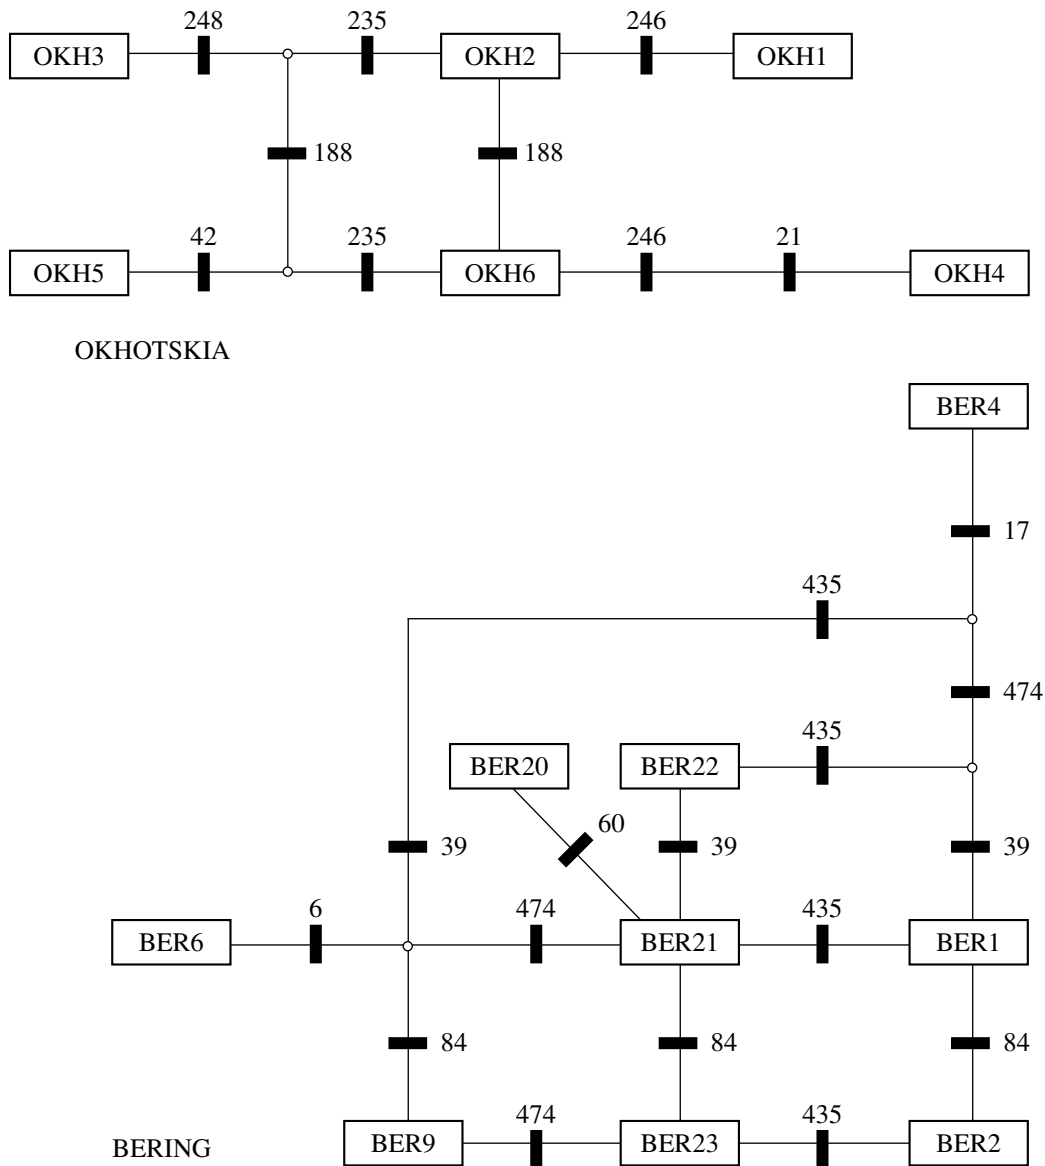 248 235 246
OKH3 OKH2 OKH1
188 188
42 235 246 21
OKH5 OKH6 OKH4
OKHOTSKIA
BER4
17
435
474
435
BER20 BER22
60
39 39 39
6 474 435
BER6 BER21 BER1
84 84 84
474 435
BER9 BER23 BER2
BERING